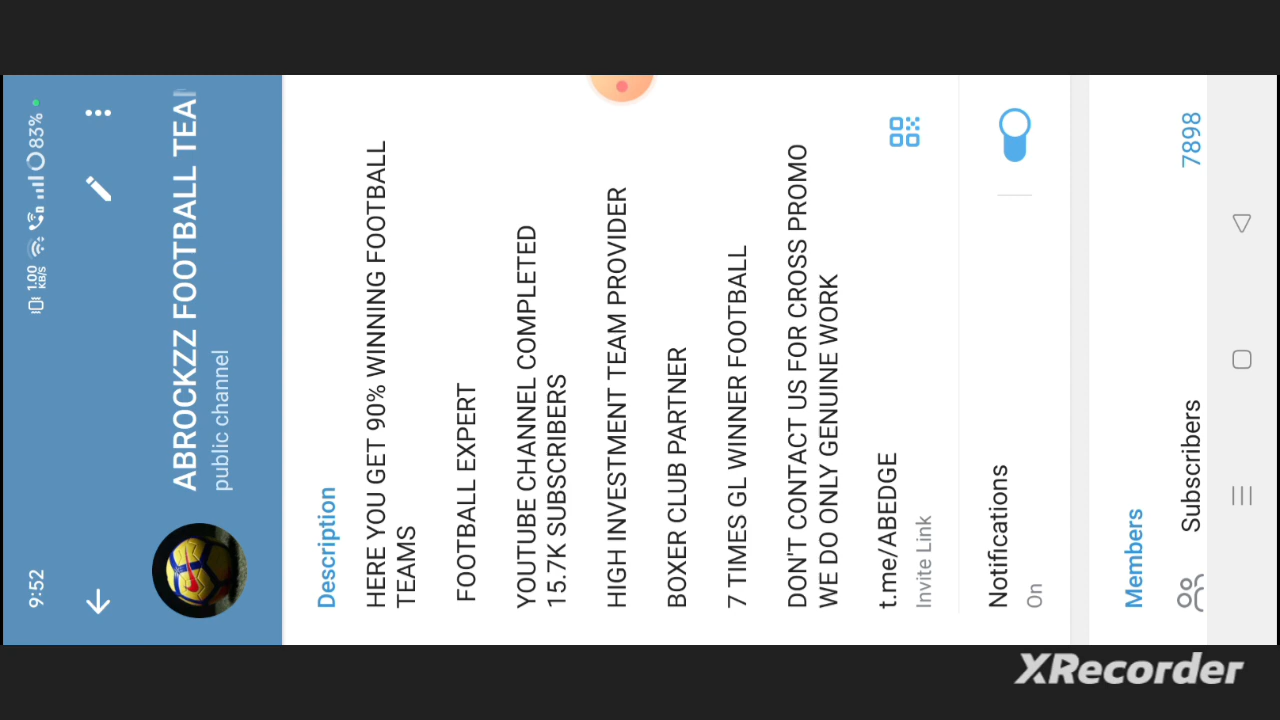 9:52
1.00
KB/S
83%
ABROCKZZ FOOTBALL TEA
public channel
Description
HERE YOU GET 90% WINNING FOOTBALL
TEAMS
FOOTBALL EXPERT
YOUTUBE CHANNEL COMPLETED
15.7K SUBSCRIBERS
HIGH INVESTMENT TEAM PROVIDER
BOXER CLUB PARTNER
7 TIMES GL WINNER FOOTBALL
DON'T CONTACT US FOR CROSS PROMO
WE DO ONLY GENUINE WORK
t.me/ABEDGE
Invite Link
Notifications
On
Members
Subscribers 7898
XRecorder